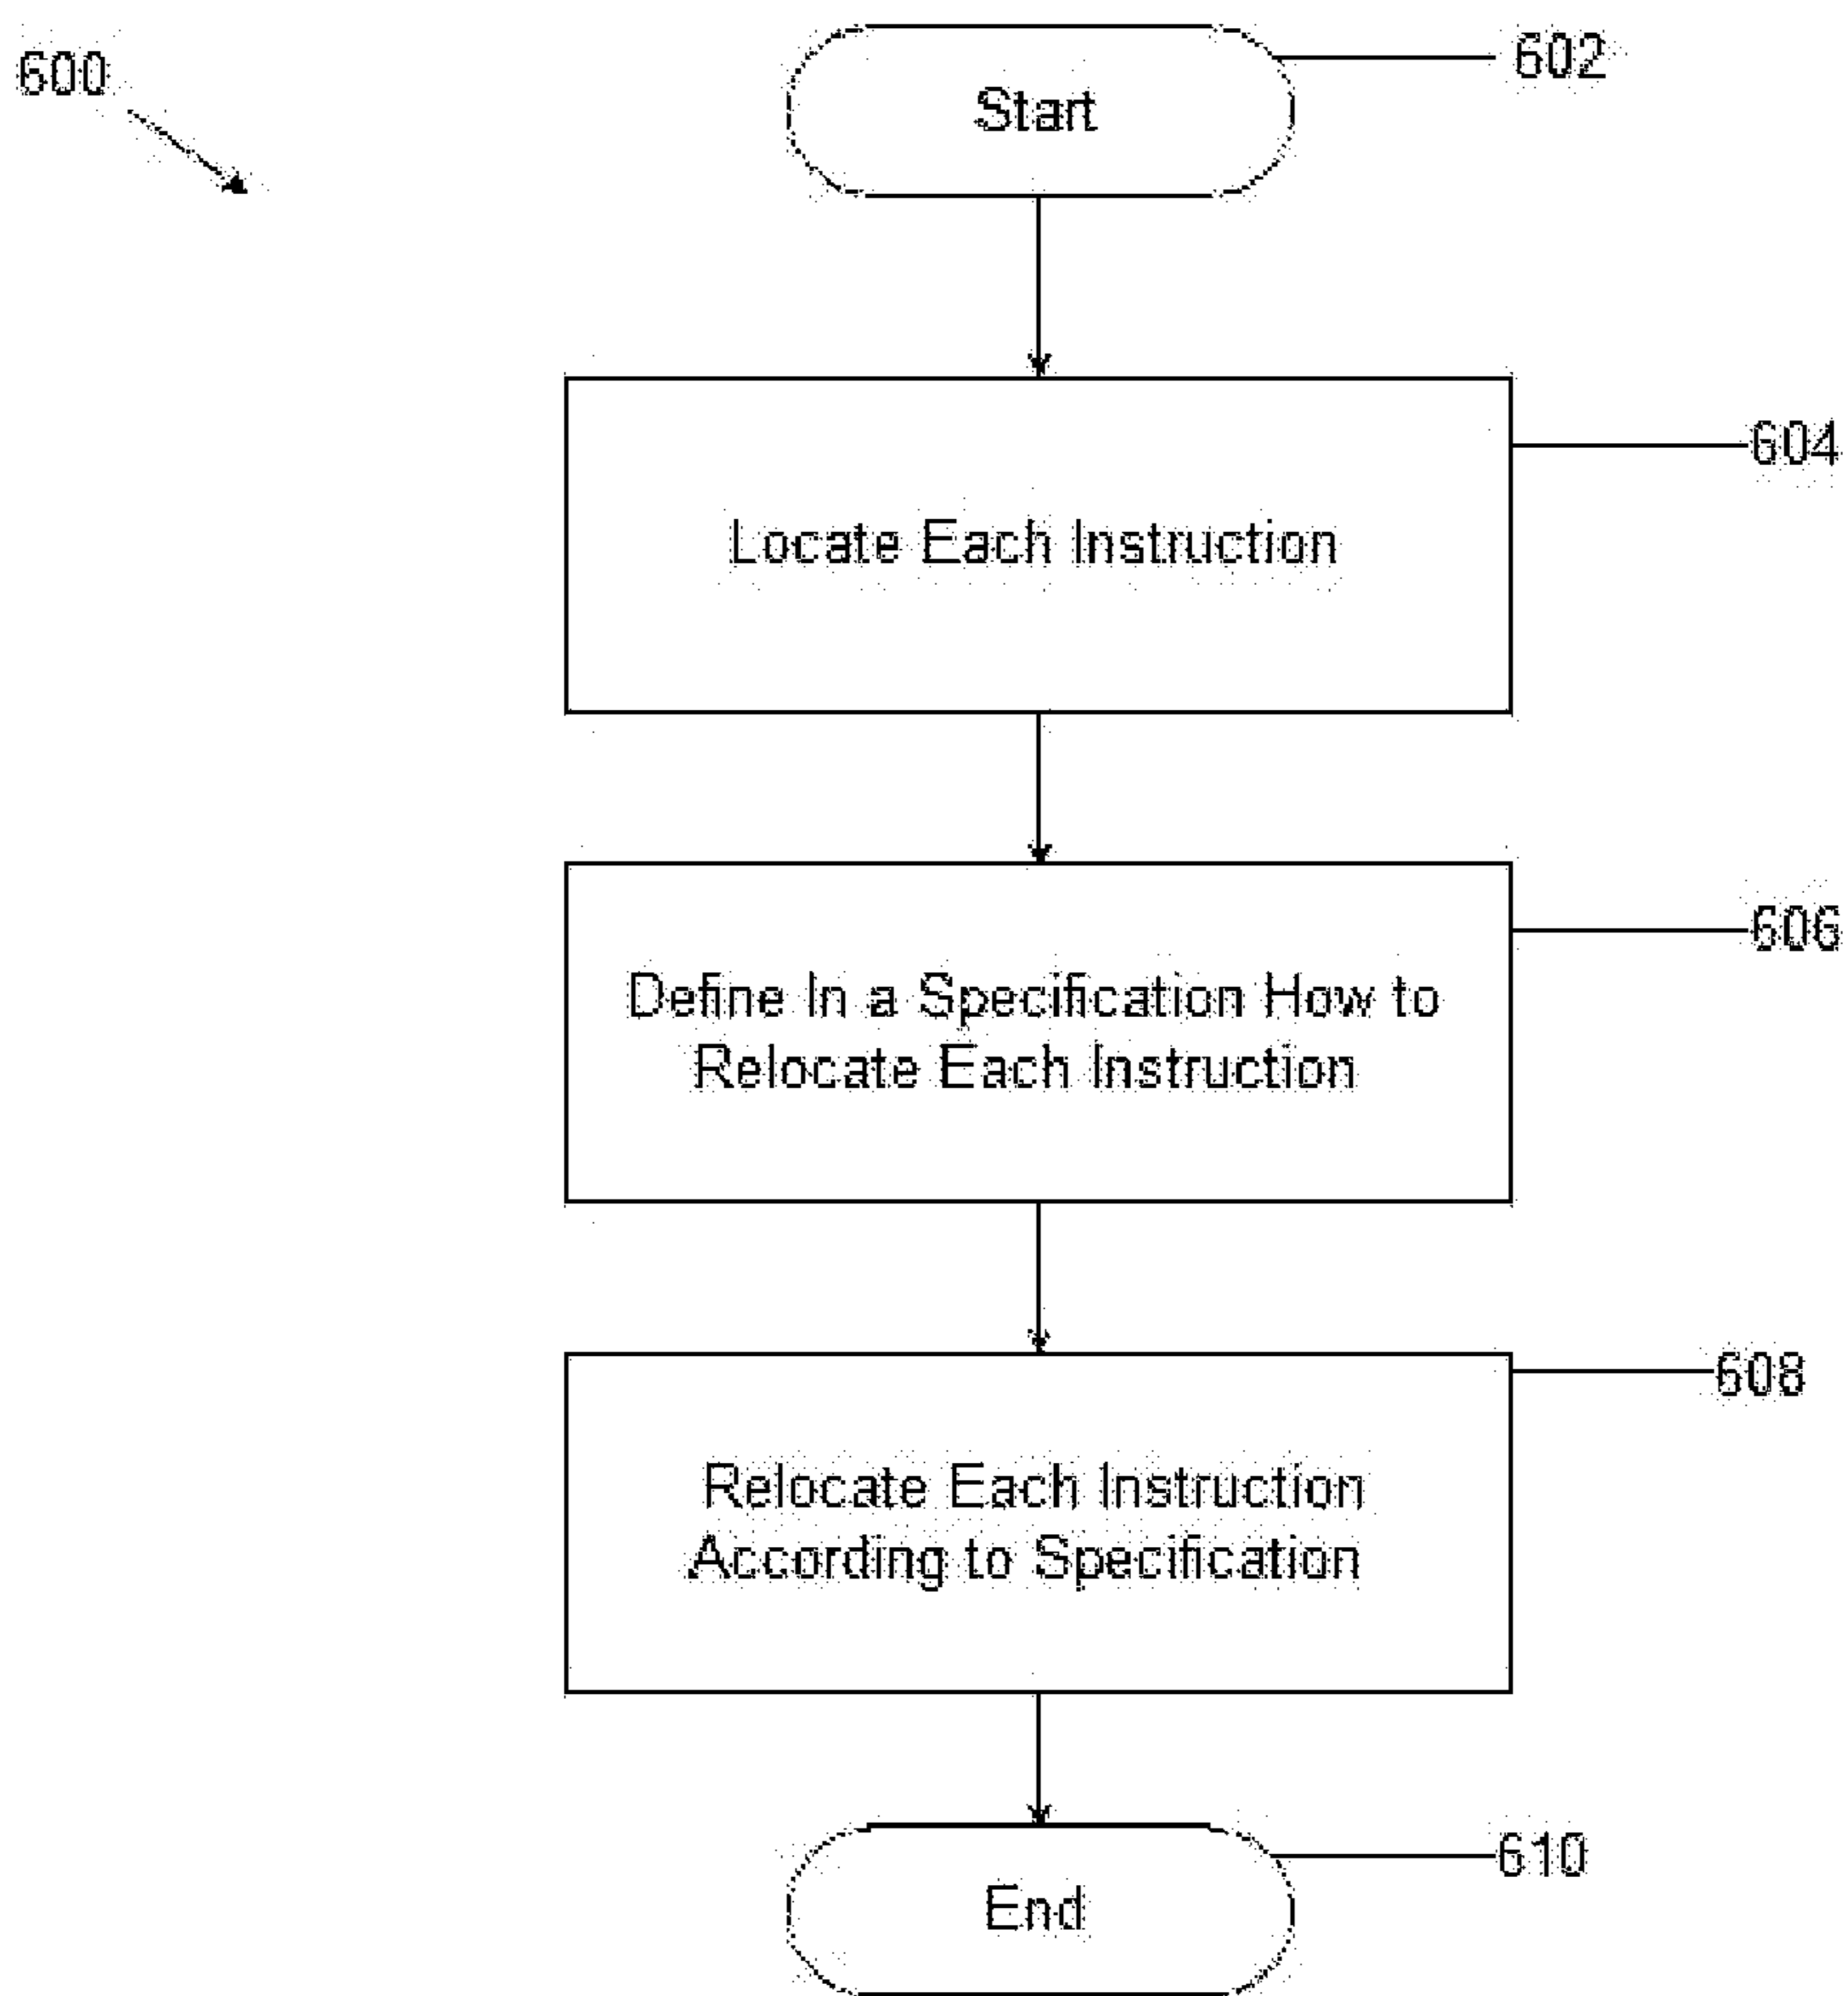 600
Start
602
Locate Each Instruction
604
Define In a Specification How to
Relocate Each Instruction
606
Relocate Each Instruction
According to Specification
608
End
610